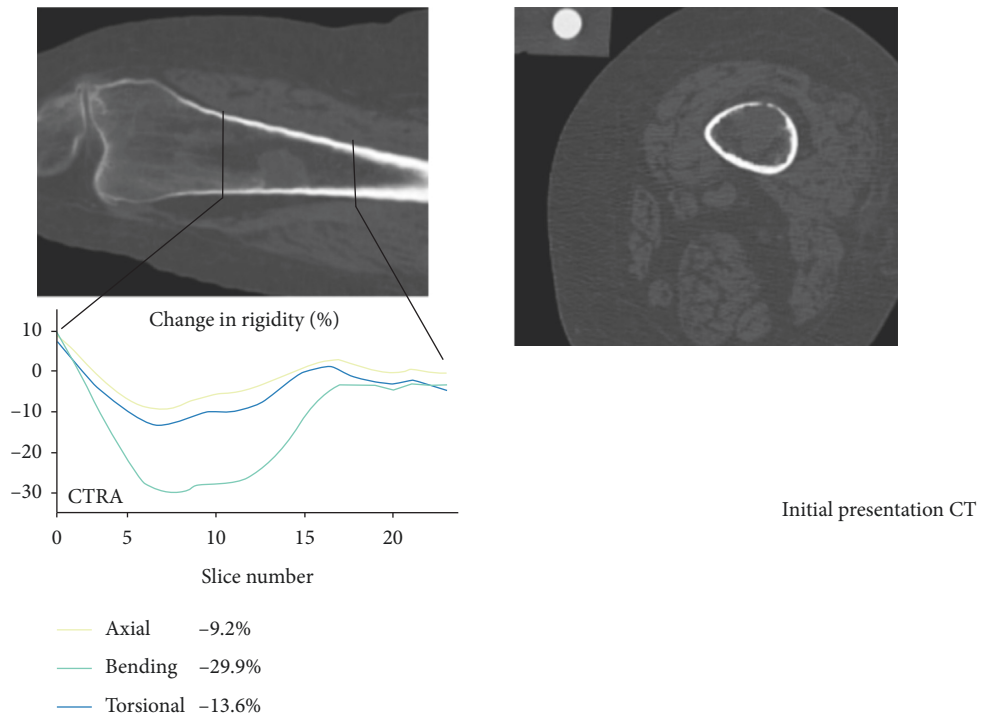 Change in rigidity (%)
10
0
–10
–20
–30
CTRA
0 5 10 15 20
Slice number
Axial –9.2%
Bending –29.9%
Torsional –13.6%
Initial presentation CT